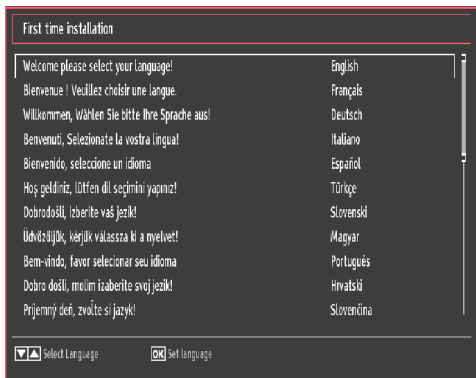 First time installation
Welcome please select your language! English
Bienvenue ! Veuillez choisir une langue. Français
Willkommen, Wählen Sie bitte Ihre Sprache aus! Deutsch
Benvenuti, Selezionate la vostra lingua! Italiano
Bienvenido, seleccione un idioma Español
Hoş geldiniz, lütfen dil seçimini yapınız! Türkçe
Dobrodošli, izberite vaš jezik! Slovenski
Üdvözöljük, kérjük válassza ki a nyelvet! Magyar
Bem-vindo, favor selecionar seu idioma Português
Dobro došli, molim izaberite svoj jezik! Hrvatski
Príjemný deň, zvoľte si jazyk! Slovenčina
Select Language OK Set language